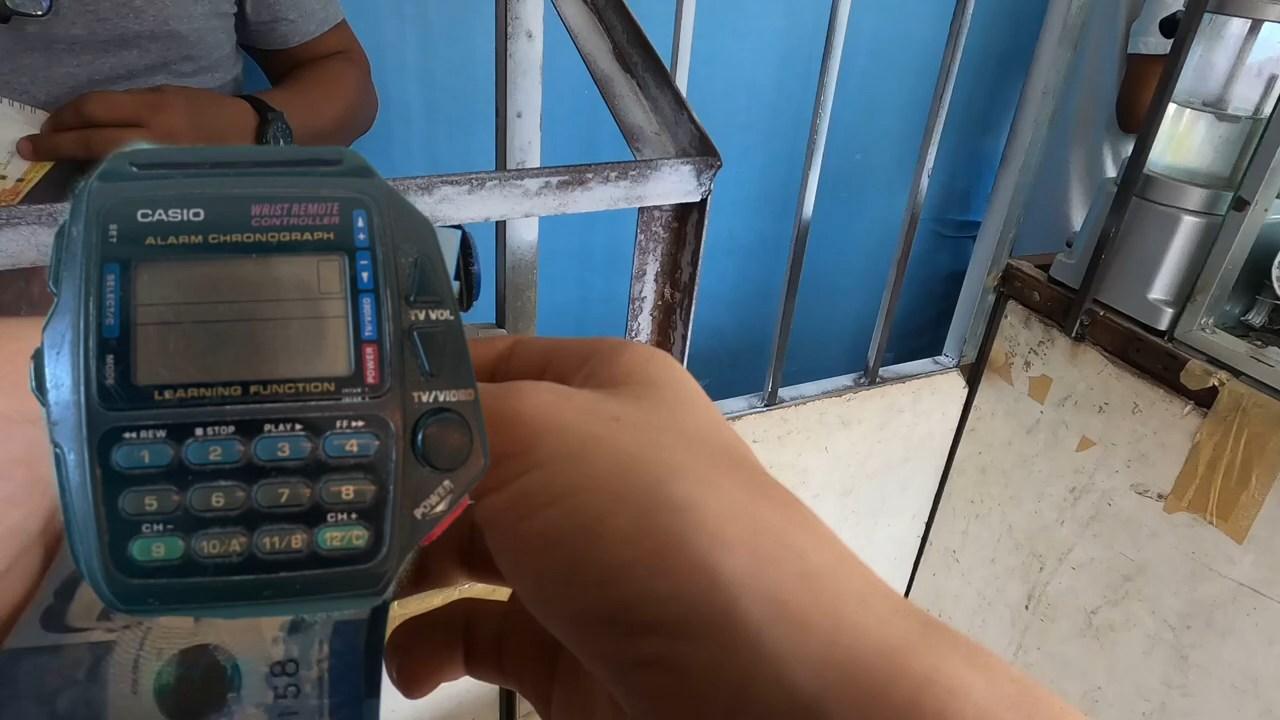 CASIO
WRIST REMOTE
CONTROLLER
ALARM CHRONOGRAPH
SET
SELECT/C
MODE
TV/VIDEO
POWER
LEARNING FUNCTION
TV VOL
TV/VIDEO
POWER
◀◀ REW ■ STOP PLAY ▶ FF ▶▶
1 2 3 4
5 6 7 8
CH − CH +
9 10/A 11/B 12/C
158